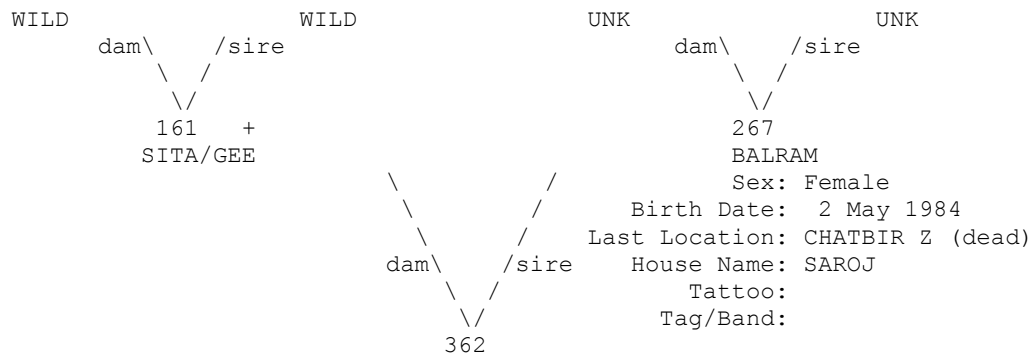 WILD WILD UNK UNK
dam\ /sire dam\ /sire
\ / \ /
\/ \/
161 + 267
SITA/GEE BALRAM
\ / Sex: Female
\ / Birth Date: 2 May 1984
\ / Last Location: CHATBIR Z (dead)
dam\ /sire House Name: SAROJ
\ / Tattoo:
\/ Tag/Band:
362